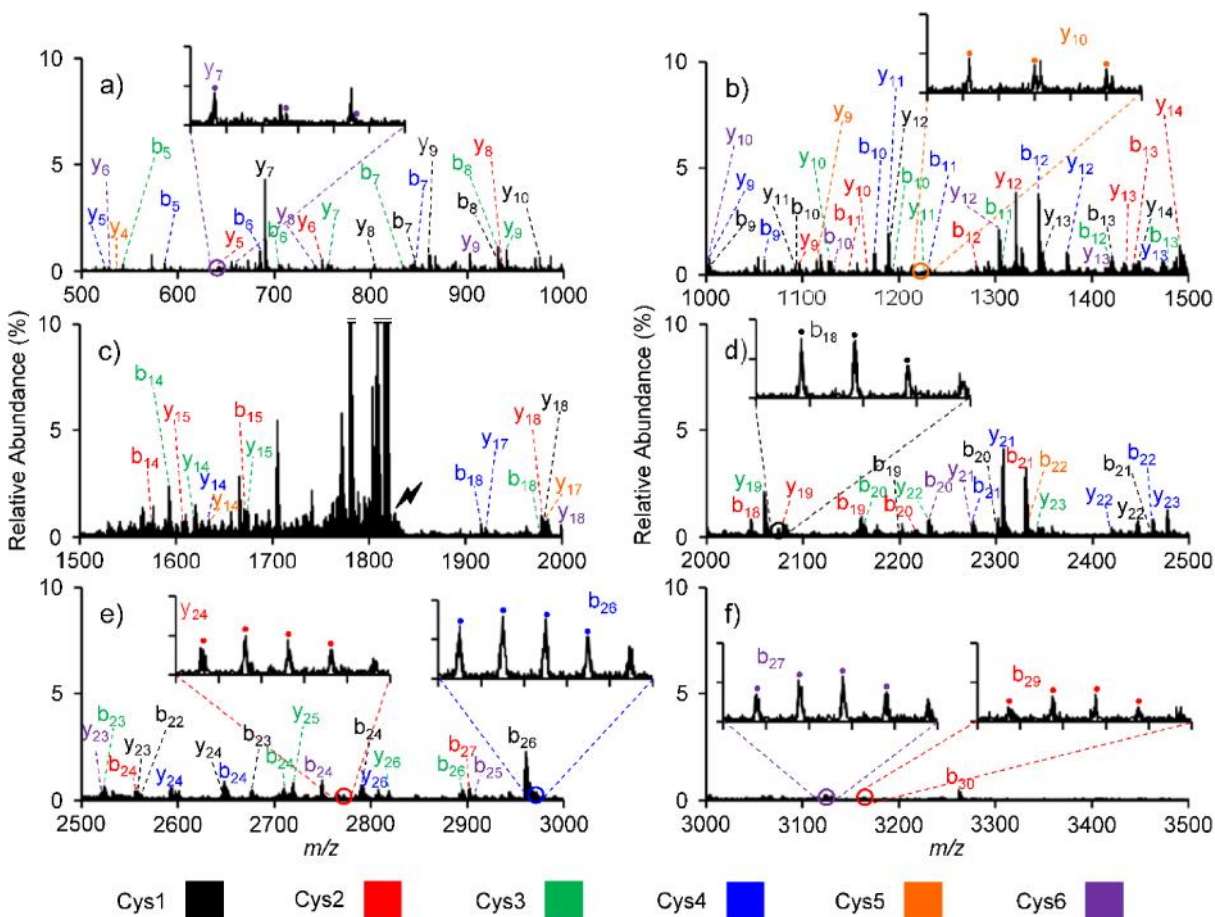 a)
y7
10
5
0
y6
b5
y5
y4
b5
y5
b6
b6
y7
y8
y6
y7
b7
y8
b7
b7
y9
b8
b8
y8
y9
y9
y10
500 600 700 800 900 1000
b)
y10
10
5
0
y10
y9
b9
b9
y11
b10
y9
y10
y9
b10
b11
y10
b10
y11
y12
b10
y11
b11
y12
b12
b11
y12
b12
y13
y12
b12
b13
y13
y13
b13
y14
y13
b13
y14
1000 1100 1200 1300 1400 1500
c)
10
5
0
b14
b14
y15
y14
y14
y14
b15
y15
b18
y17
b18
y18
y18
y17
y18
1500 1600 1700 1800 1900 2000
d)
b18
10
5
0
y19
b18
y19
b19
b20
b19
b20
y22
b20
y21
b21
b20
y21
b21
b22
y23
y22
b21
y22
b22
y23
2000 2100 2200 2300 2400 2500
e)
y24
b26
10
5
0
y23
b23
b24
y23
b22
y24
y24
b24
b23
b24
y25
b24
b24
y26
y26
b26
b27
b25
b26
2500 2600 2700 2800 2900 3000
m/z
f)
b27
b29
10
5
0
b30
3000 3100 3200 3300 3400 3500
m/z
Relative Abundance (%)
Relative Abundance (%)
Cys1 Cys2 Cys3 Cys4 Cys5 Cys6